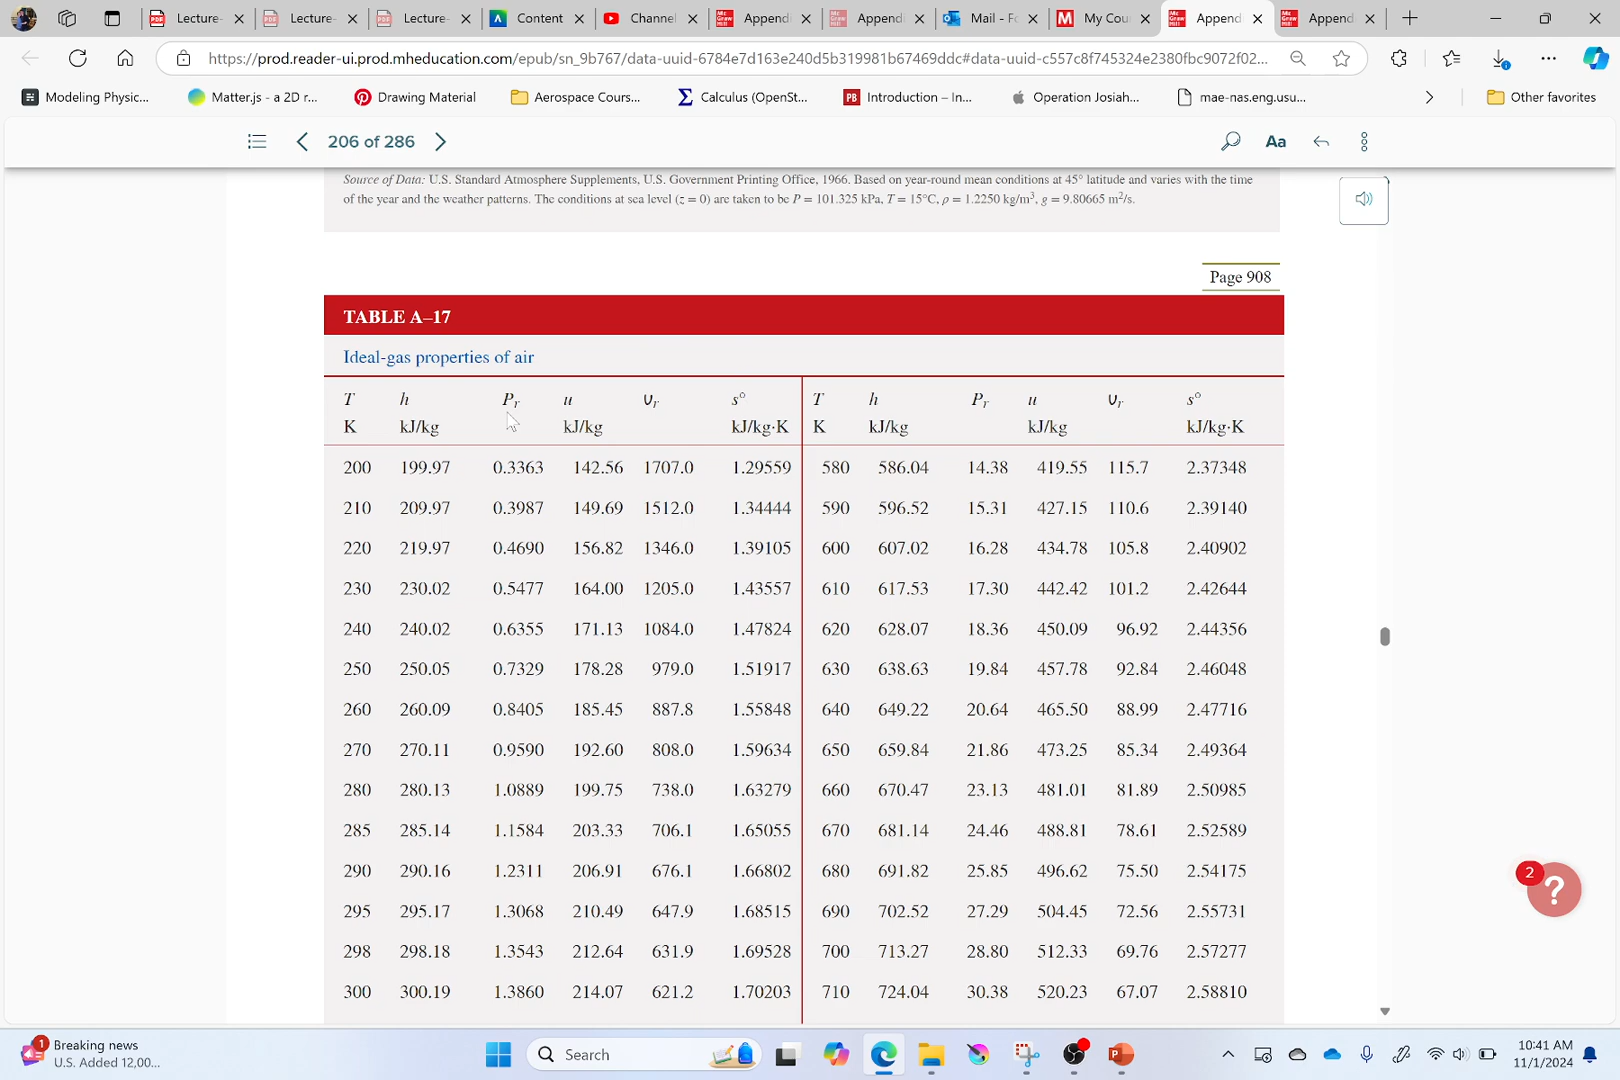 Lecture-
Lecture-
Lecture-
Content
Channel
Appendi
Appendi
Mail - Fo
My Cou
Appendi
Appendi
https://prod.reader-ui.prod.mheducation.com/epub/sn_9b767/data-uuid-6784e7d163e240d5b319981b67469ddc#data-uuid-c557c8f745324e2380fbc9072f02...
Modeling Physic...
Matter.js - a 2D r...
Drawing Material
Aerospace Cours...
Calculus (OpenSt...
PB Introduction – In...
Operation Josiah...
mae-nas.eng.usu...
Other favorites
206 of 286
Aa
Source of Data: U.S. Standard Atmosphere Supplements, U.S. Government Printing Office, 1966. Based on year-round mean conditions at 45° latitude and varies with the time
of the year and the weather patterns. The conditions at sea level (z = 0) are taken to be P = 101.325 kPa, T = 15°C, ρ = 1.2250 kg/m³, g = 9.80665 m²/s.
Page 908
TABLE A–17
Ideal-gas properties of air
T h Pr u υr s° T h Pr u υr s°
K kJ/kg kJ/kg kJ/kg·K K kJ/kg kJ/kg kJ/kg·K
200 199.97 0.3363 142.56 1707.0 1.29559 580 586.04 14.38 419.55 115.7 2.37348
210 209.97 0.3987 149.69 1512.0 1.34444 590 596.52 15.31 427.15 110.6 2.39140
220 219.97 0.4690 156.82 1346.0 1.39105 600 607.02 16.28 434.78 105.8 2.40902
230 230.02 0.5477 164.00 1205.0 1.43557 610 617.53 17.30 442.42 101.2 2.42644
240 240.02 0.6355 171.13 1084.0 1.47824 620 628.07 18.36 450.09 96.92 2.44356
250 250.05 0.7329 178.28 979.0 1.51917 630 638.63 19.84 457.78 92.84 2.46048
260 260.09 0.8405 185.45 887.8 1.55848 640 649.22 20.64 465.50 88.99 2.47716
270 270.11 0.9590 192.60 808.0 1.59634 650 659.84 21.86 473.25 85.34 2.49364
280 280.13 1.0889 199.75 738.0 1.63279 660 670.47 23.13 481.01 81.89 2.50985
285 285.14 1.1584 203.33 706.1 1.65055 670 681.14 24.46 488.81 78.61 2.52589
290 290.16 1.2311 206.91 676.1 1.66802 680 691.82 25.85 496.62 75.50 2.54175
295 295.17 1.3068 210.49 647.9 1.68515 690 702.52 27.29 504.45 72.56 2.55731
298 298.18 1.3543 212.64 631.9 1.69528 700 713.27 28.80 512.33 69.76 2.57277
300 300.19 1.3860 214.07 621.2 1.70203 710 724.04 30.38 520.23 67.07 2.58810
2
?
1
Breaking news
U.S. Added 12,00...
Search
10:41 AM
11/1/2024